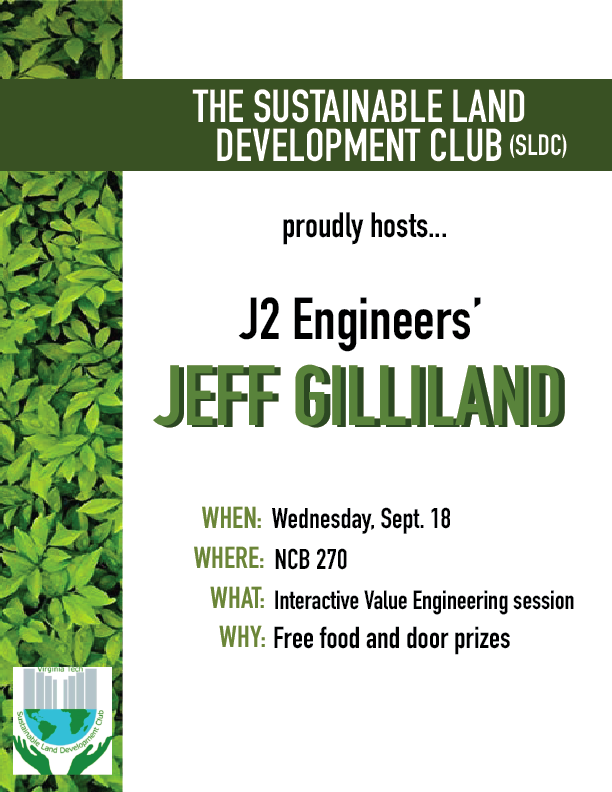 THE SUSTAINABLE LAND
DEVELOPMENT CLUB (SLDC)
proudly hosts...
J2 Engineers’
JEFF GILLILAND
WHEN: Wednesday, Sept. 18
WHERE: NCB 270
WHAT: Interactive Value Engineering session
WHY: Free food and door prizes
Virginia Tech
Sustainable Land Development Club